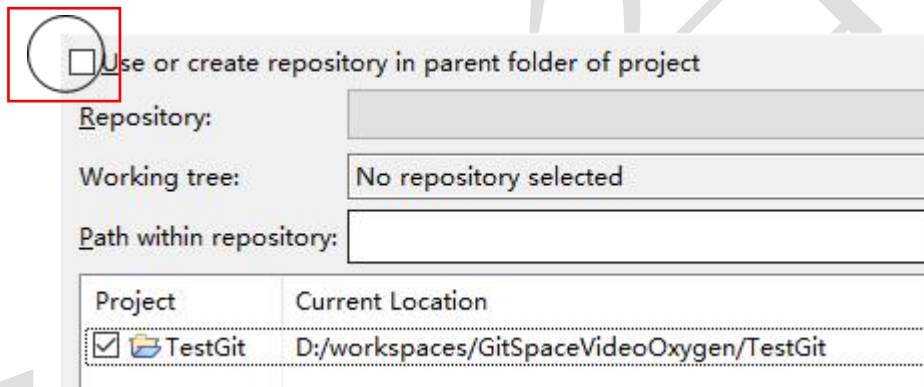 Use or create repository in parent folder of project
Repository:
Working tree: No repository selected
Path within repository:
Project Current Location
TestGit D:/workspaces/GitSpaceVideoOxygen/TestGit